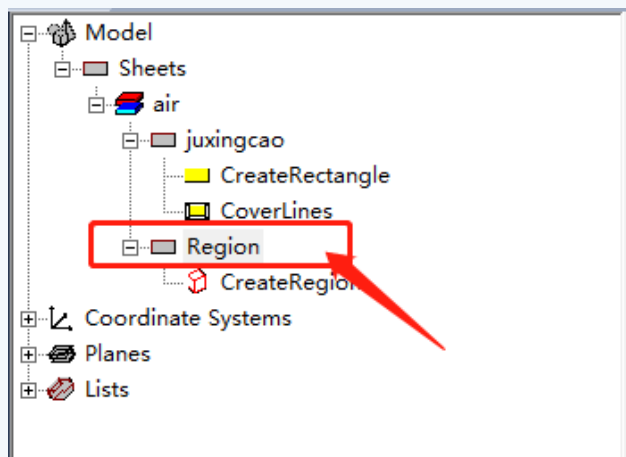 Model
Sheets
air
juxingcao
CreateRectangle
CoverLines
Region
CreateRegion
Coordinate Systems
Planes
Lists